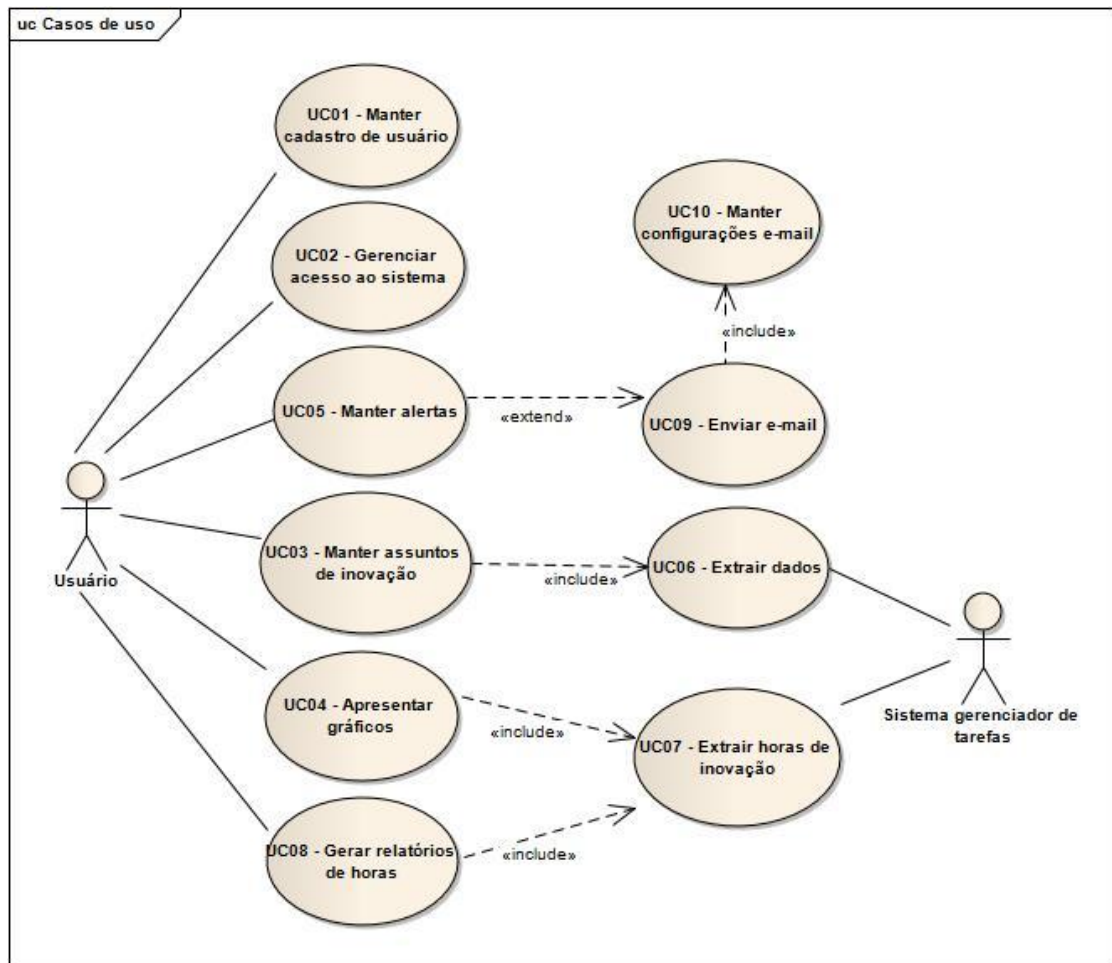 uc Casos de uso
UC01 - Manter
cadastro de usuário
UC10 - Manter
configurações e-mail
UC02 - Gerenciar
acesso ao sistema
«include»
UC05 - Manter alertas
«extend»
UC09 - Enviar e-mail
UC03 - Manter assuntos
de inovação
«include»
UC06 - Extrair dados
Usuário
UC04 - Apresentar
gráficos
«include»
UC07 - Extrair horas de
inovação
Sistema gerenciador de
tarefas
UC08 - Gerar relatórios
de horas
«include»